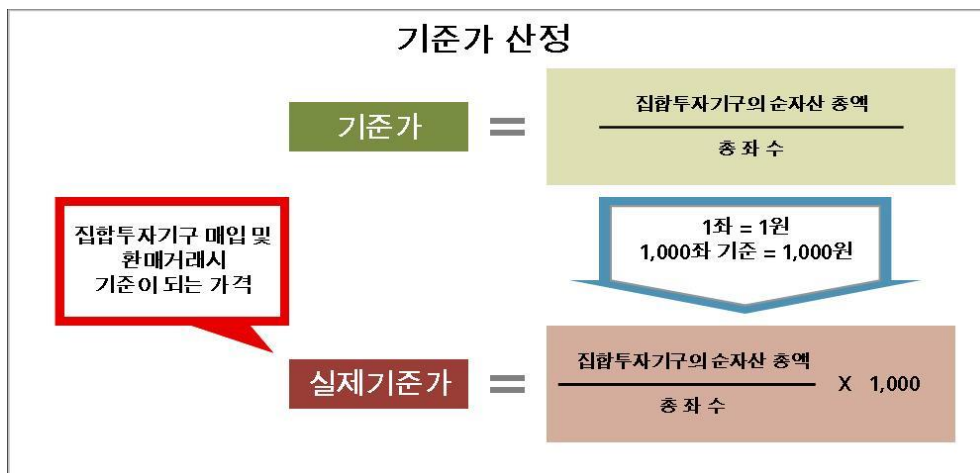 기준가 산정
기준가
=
집합투자기구의 순자산 총액
총 좌 수
집합투자기구 매입 및
환매거래시
기준이 되는 가격
1좌 = 1원
1,000좌 기준 = 1,000원
실제기준가
=
집합투자기구의 순자산 총액
총 좌 수
X 1,000